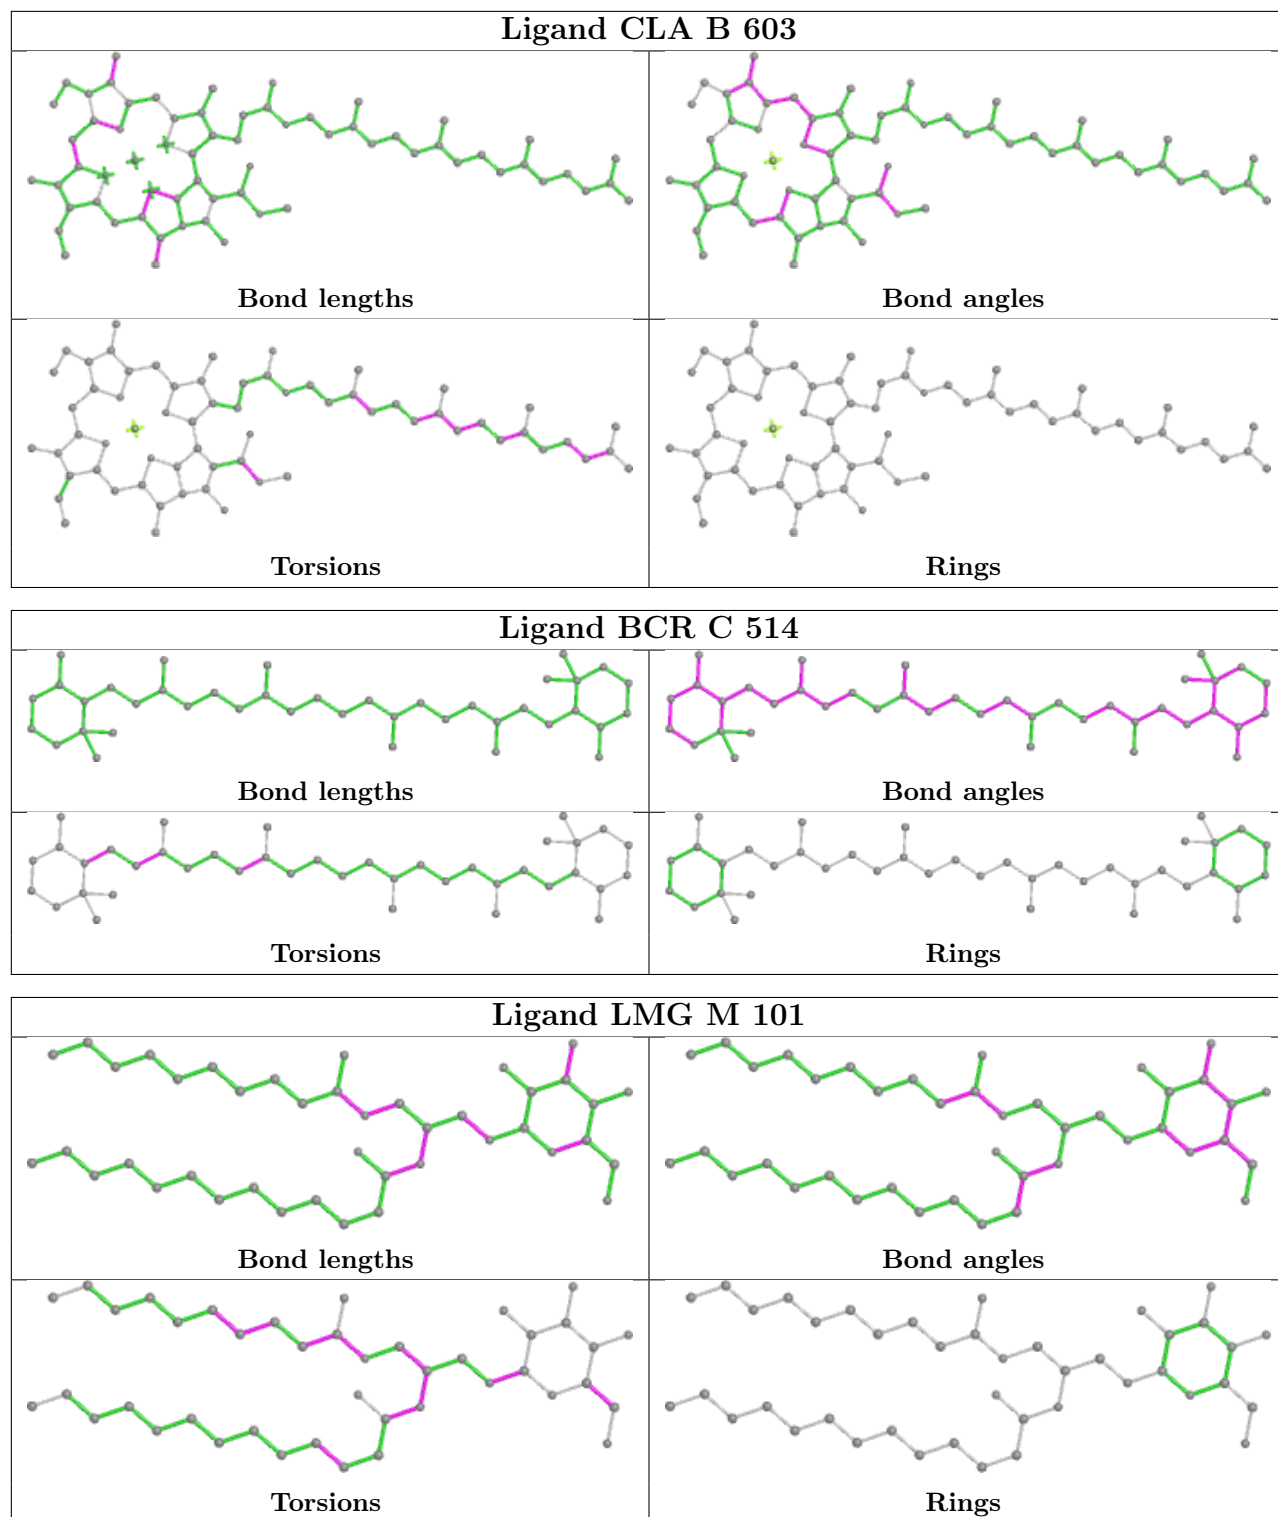 Ligand CLA B 603
Bond lengths
Bond angles
Torsions
Rings
Ligand BCR C 514
Bond lengths
Bond angles
Torsions
Rings
Ligand LMG M 101
Bond lengths
Bond angles
Torsions
Rings